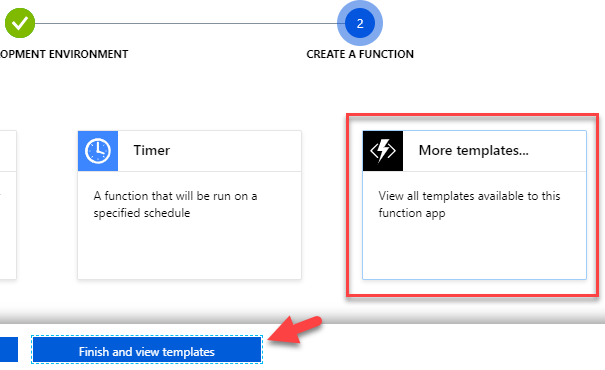 2
LOPMENT ENVIRONMENT
CREATE A FUNCTION
Timer
A function that will be run on a
specified schedule
More templates...
View all templates available to this
function app
Finish and view templates